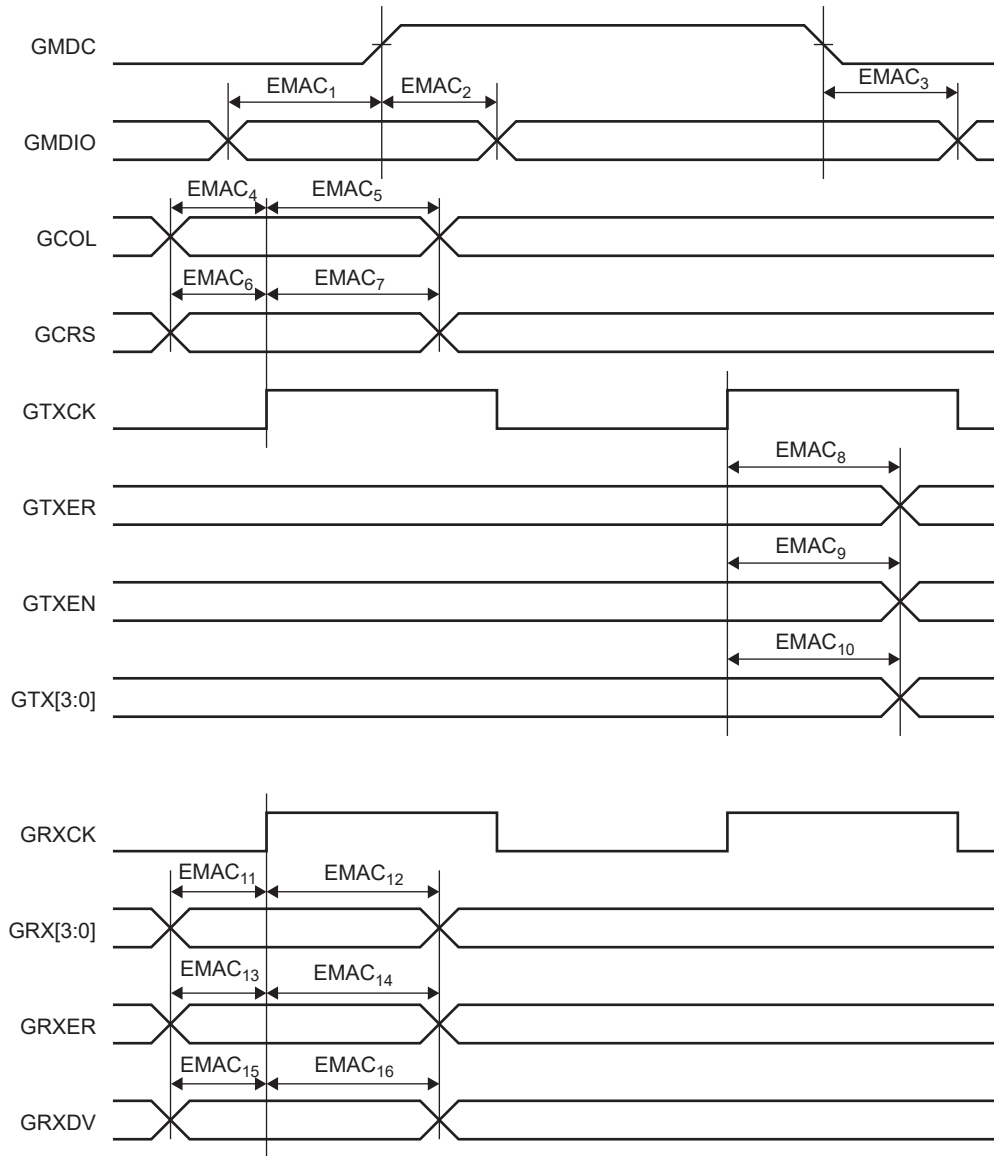 GMDC
EMAC₁ EMAC₂ EMAC₃
GMDIO
EMAC₄ EMAC₅
GCOL
EMAC₆ EMAC₇
GCRS
GTXCK
EMAC₈
GTXER
EMAC₉
GTXEN
EMAC₁₀
GTX[3:0]
GRXCK
EMAC₁₁ EMAC₁₂
GRX[3:0]
EMAC₁₃ EMAC₁₄
GRXER
EMAC₁₅ EMAC₁₆
GRXDV